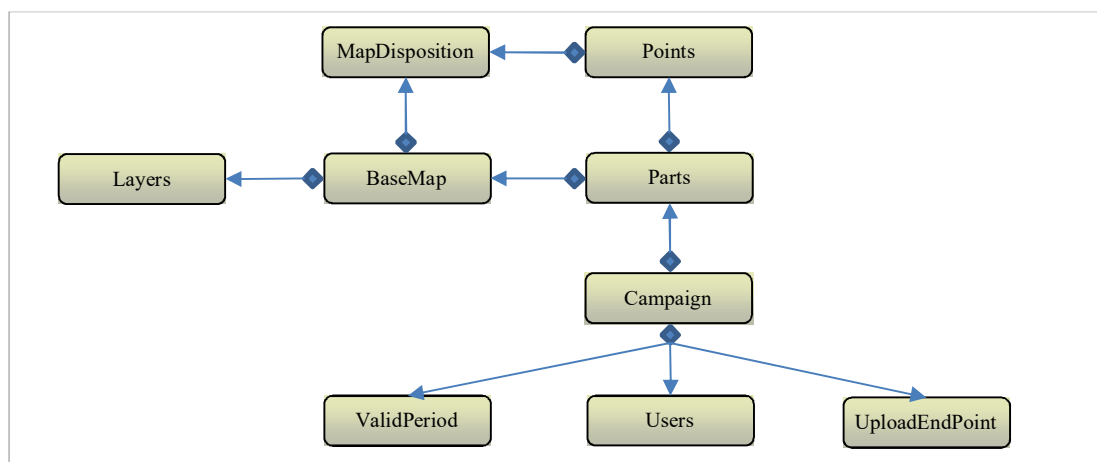 MapDisposition
Points
Layers
BaseMap
Parts
Campaign
ValidPeriod
Users
UploadEndPoint